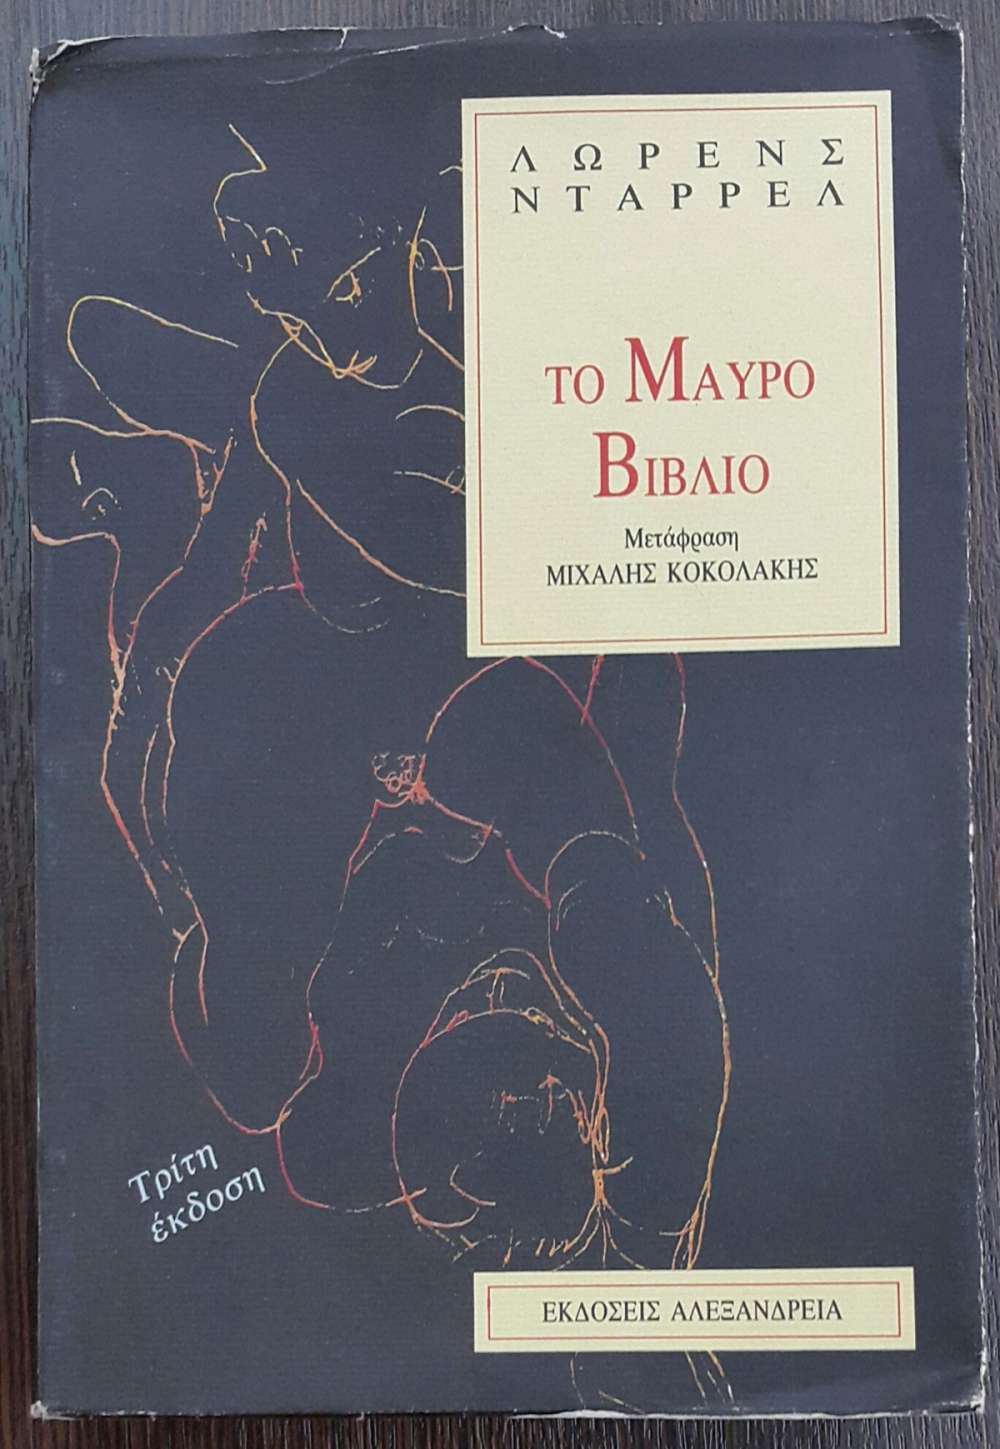 ΛΩΡΕΝΣ
ΝΤΑΡΡΕΛ
ΤΟ ΜΑΥΡΟ
ΒΙΒΛΙΟ
Μετάφραση
ΜΙΧΑΛΗΣ ΚΟΚΟΛΑΚΗΣ
Τρίτη
έκδοση
ΕΚΔΟΣΕΙΣ ΑΛΕΞΑΝΔΡΕΙΑ